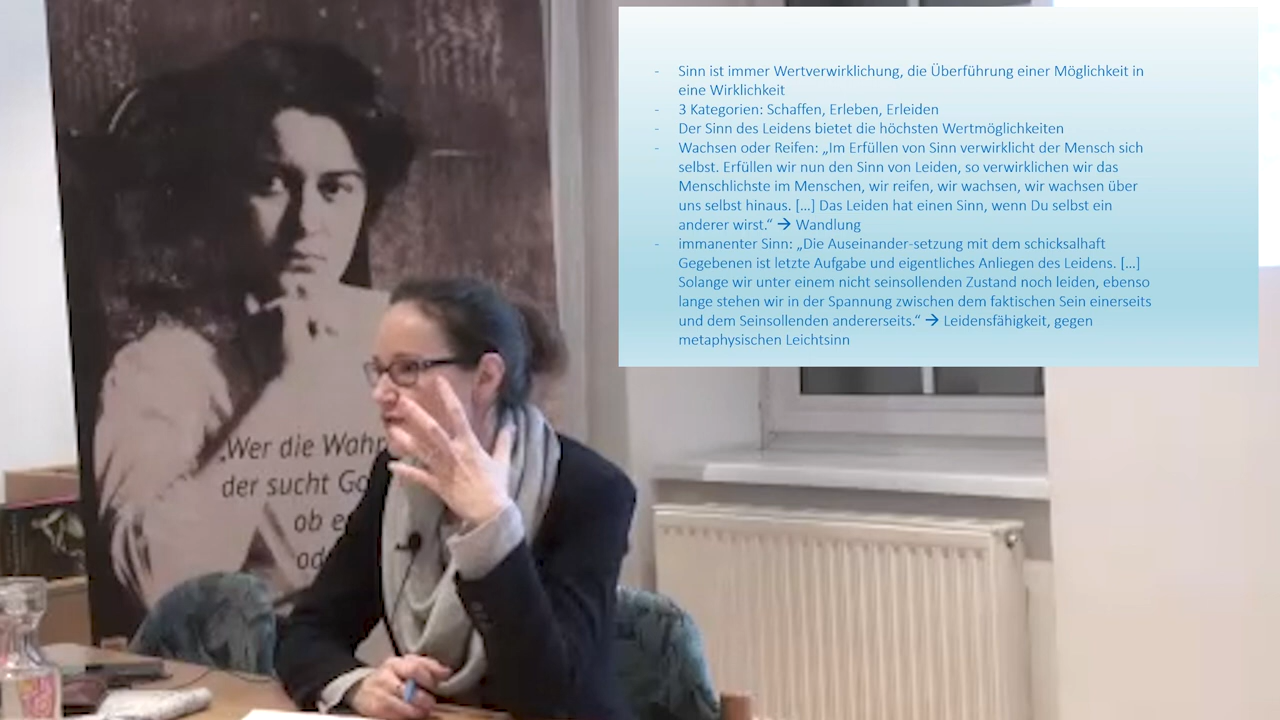 - Sinn ist immer Wertverwirklichung, die Überführung einer Möglichkeit in
eine Wirklichkeit
- 3 Kategorien: Schaffen, Erleben, Erleiden
- Der Sinn des Leidens bietet die höchsten Wertmöglichkeiten
- Wachsen oder Reifen: „Im Erfüllen von Sinn verwirklicht der Mensch sich
selbst. Erfüllen wir nun den Sinn von Leiden, so verwirklichen wir das
Menschlichste im Menschen, wir reifen, wir wachsen, wir wachsen über
uns selbst hinaus. [...] Das Leiden hat einen Sinn, wenn Du selbst ein
anderer wirst.“ → Wandlung
- immanenter Sinn: „Die Auseinander-setzung mit dem schicksalhaft
Gegebenen ist letzte Aufgabe und eigentliches Anliegen des Leidens. [...]
Solange wir unter einem nicht seinsollenden Zustand noch leiden, ebenso
lange stehen wir in der Spannung zwischen dem faktischen Sein einerseits
und dem Seinsollenden andererseits.“ → Leidensfähigkeit, gegen
metaphysischen Leichtsinn
„Wer die
der sucht
ob